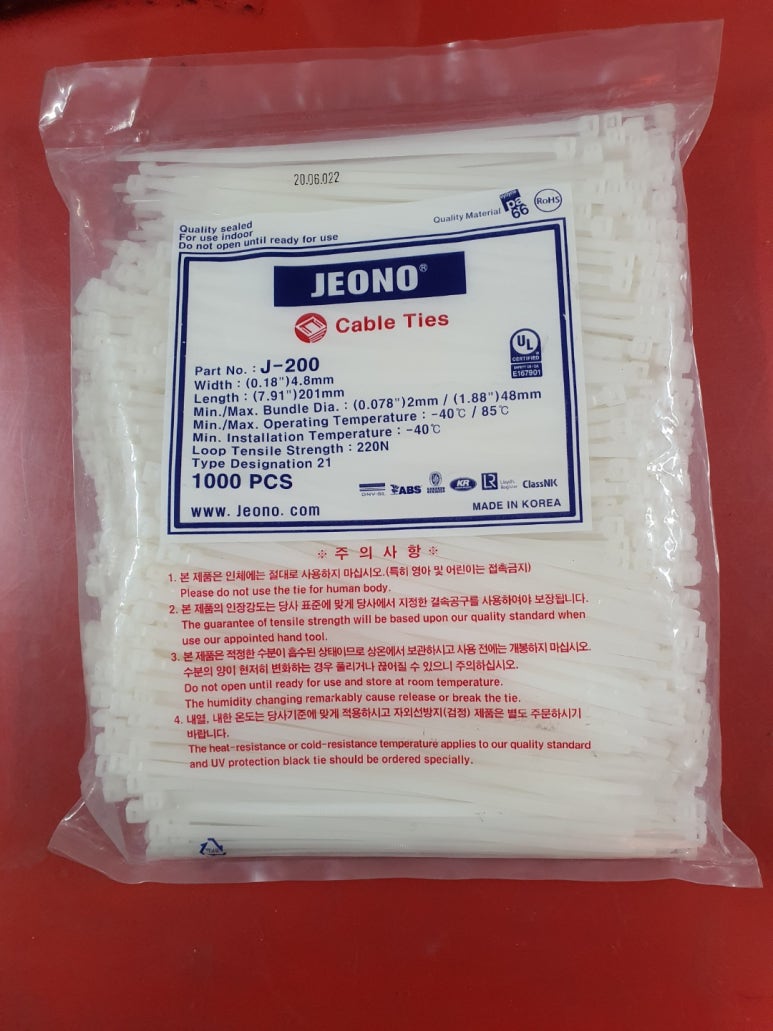 20.06.022
Quality sealed
For use indoor
Do not open until ready for use
Quality Material
pa
66
RoHS
JEONO®
Cable Ties
Part No. : J-200
Width : (0.18")4.8mm
Length : (7.91")201mm
Min./Max. Bundle Dia. : (0.078")2mm / (1.88")48mm
Min./Max. Operating Temperature : -40℃ / 85℃
Min. Installation Temperature : -40℃
Loop Tensile Strength : 220N
Type Designation 21
1000 PCS
UL
CERTIFIED
E167901
DNV·GL
ABS
KR
LR
Lloyd's
Register
ClassNK
www. Jeono. com
MADE IN KOREA
※ 주 의 사 항 ※
1. 본 제품은 인체에는 절대로 사용하지 마십시오.(특히 영아 및 어린이는 접촉금지)
Please do not use the tie for human body.
2. 본 제품의 인장강도는 당사 표준에 맞게 당사에서 지정한 결속공구를 사용하여야 보장됩니다.
The guarantee of tensile strength will be based upon our quality standard when
use our appointed hand tool.
3. 본 제품은 적정한 수분이 흡수된 상태이므로 상온에서 보관하시고 사용 전에는 개봉하지 마십시오.
수분의 양이 현저히 변화하는 경우 풀리거나 끊어질 수 있으니 주의하십시오.
Do not open until ready for use and store at room temperature.
The humidity changing remarkably cause release or break the tie.
4. 내열, 내한 온도는 당사기준에 맞게 적용하시고 자외선방지(검정) 제품은 별도 주문하시기
바랍니다.
The heat-resistance or cold-resistance temperature applies to our quality standard
and UV protection black tie should be ordered specially.